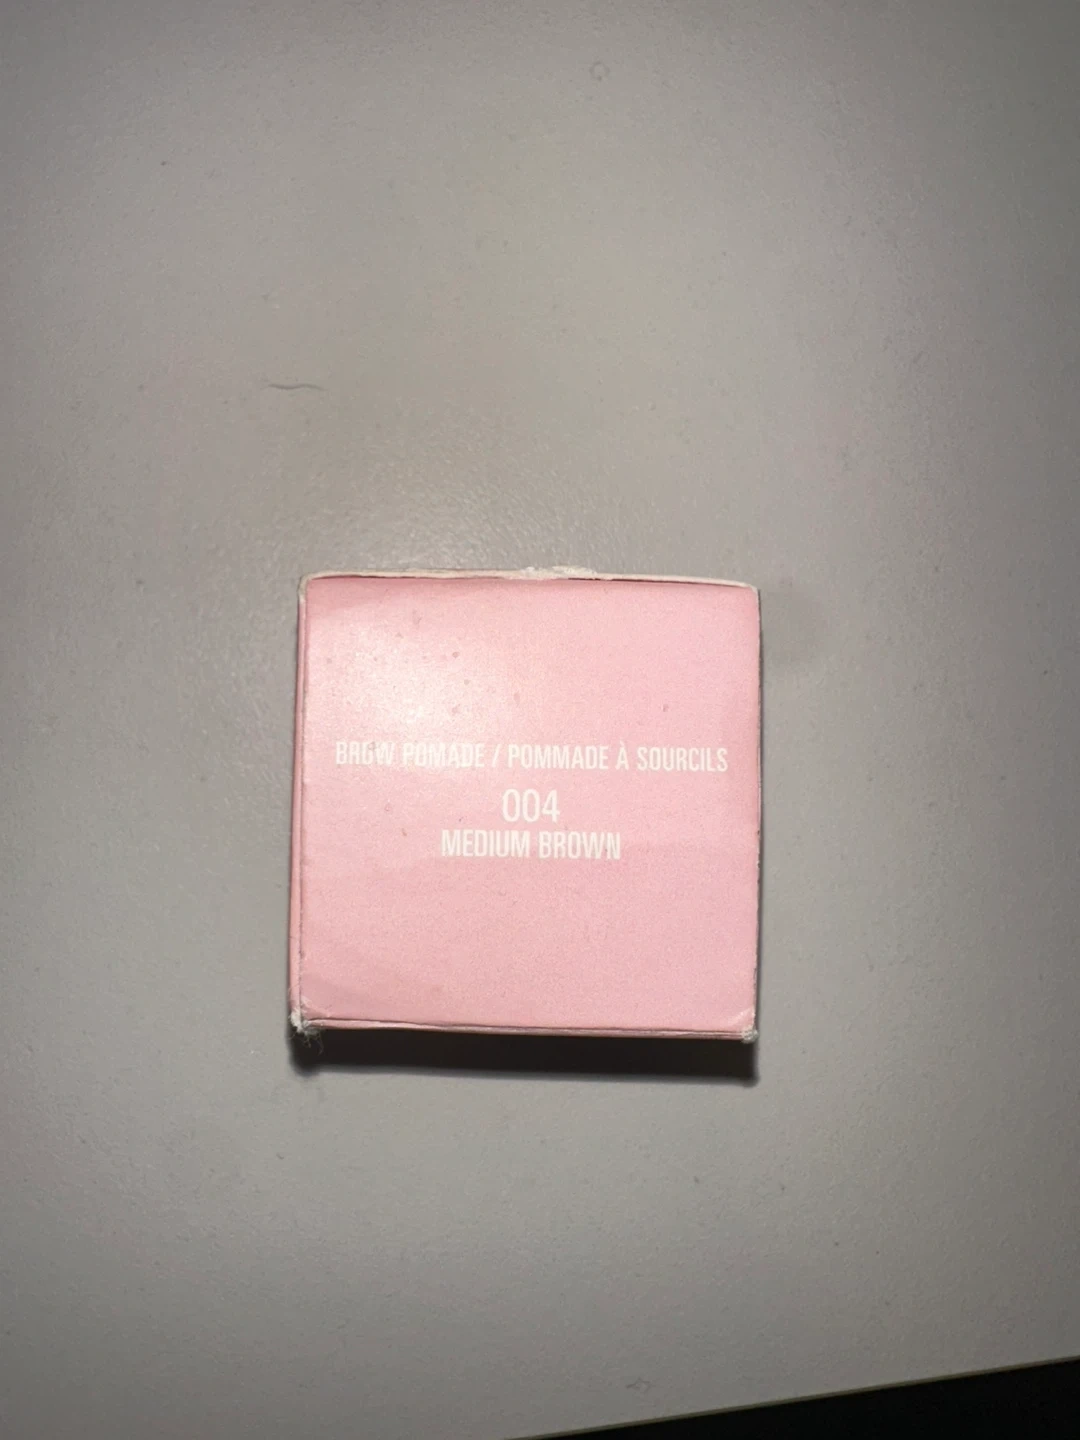 BROW POMADE / POMMADE À SOURCILS
004
MEDIUM BROWN